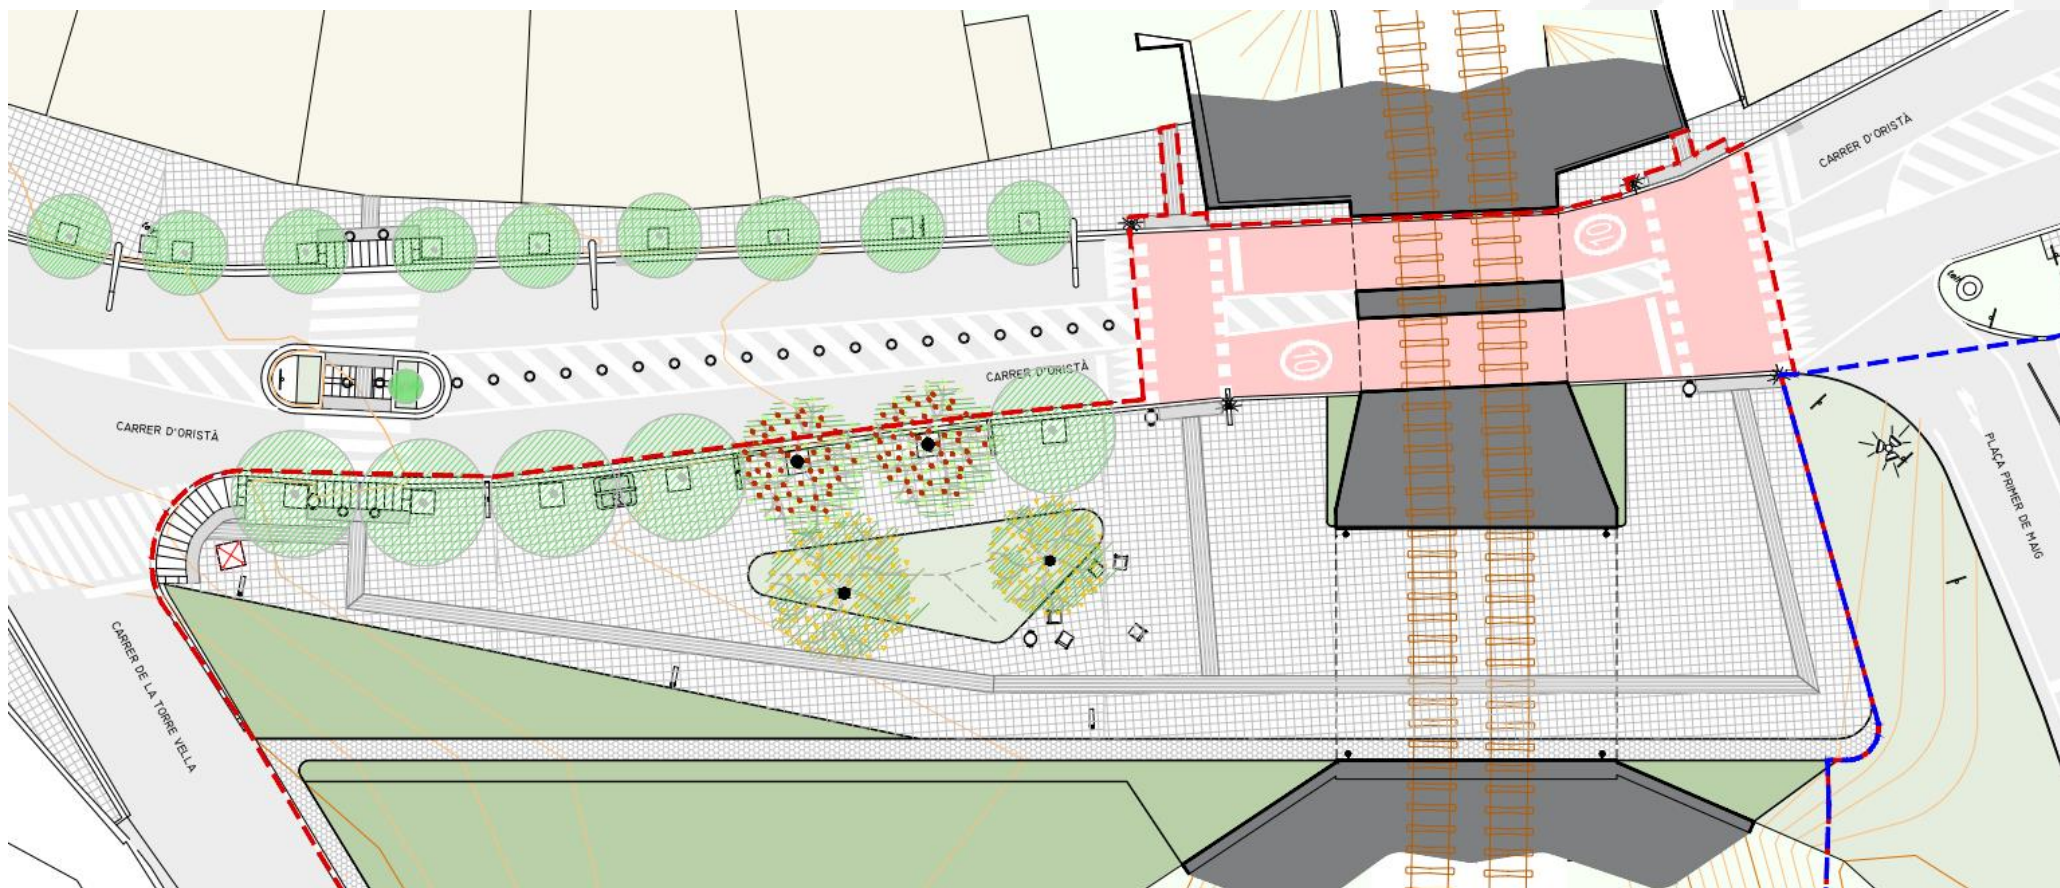 CARRER D'ORISTÀ
10
CARRER D'ORISTÀ
10
CARRER D'ORISTÀ
PLAÇA PRIMER DE MAIG
CARRER DE LA TORRE VELLA